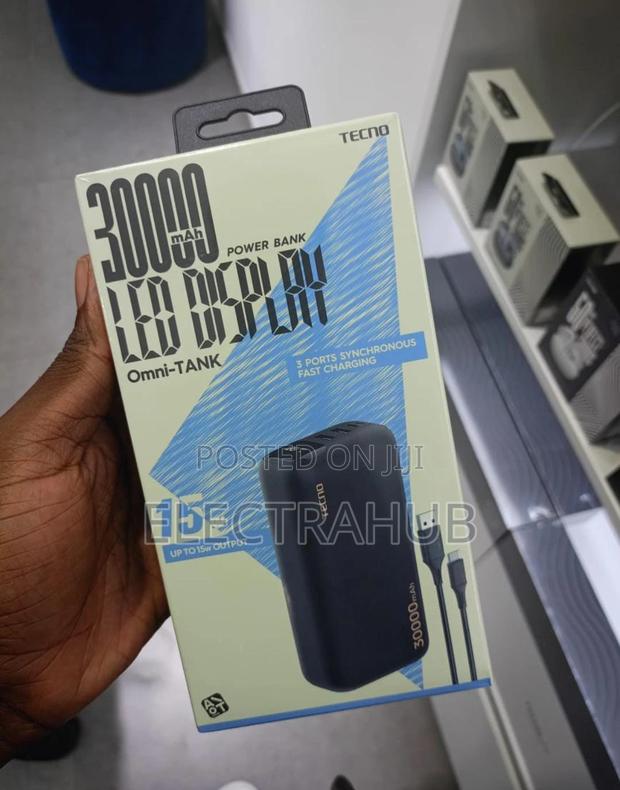 TECNO
30000
mAh
POWER BANK
LED DISPLAY
Omni-TANK
3 PORTS SYNCHRONOUS
FAST CHARGING
POSTED ON JIJI
TECNO
15
ELECTRAHUB
UP TO 15W OUTPUT
30000mAh